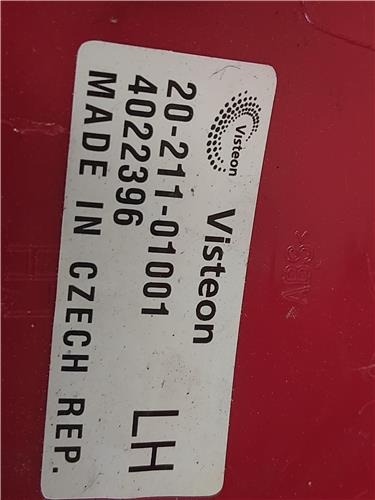 Visteon
Visteon
20-211-01001
4022396 LH
MADE IN CZECH REP.
>ABS<